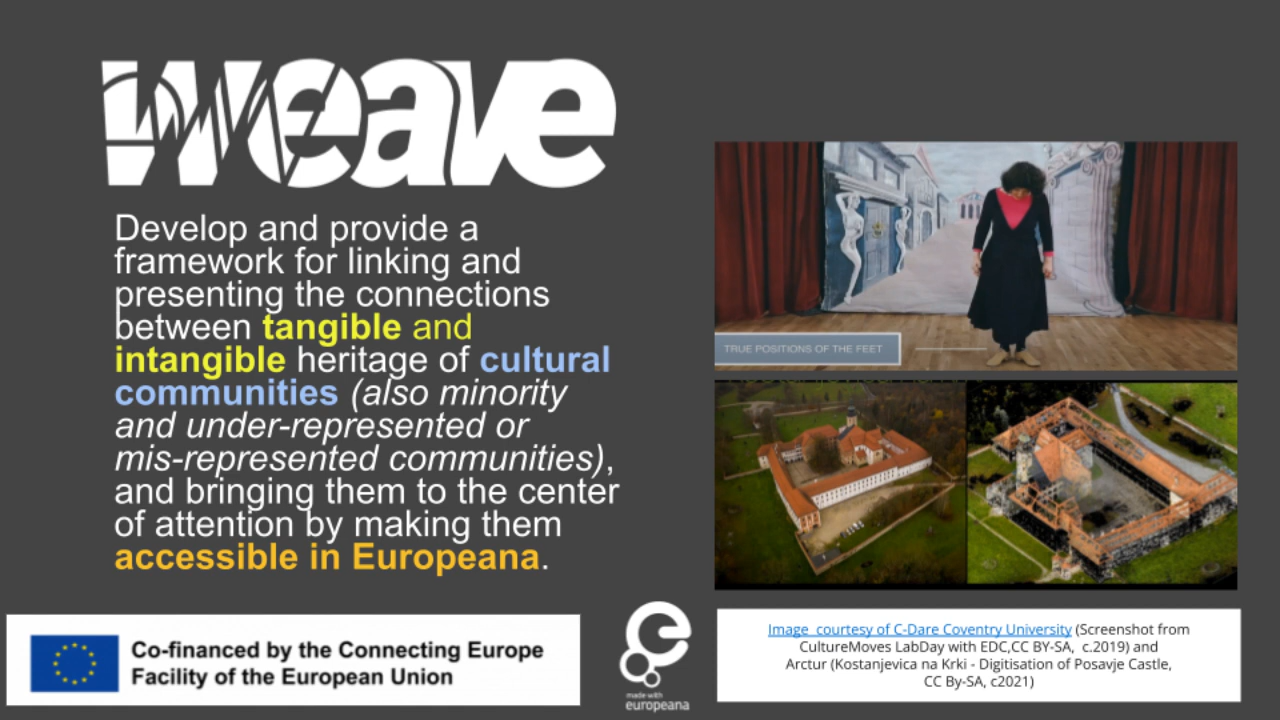 weave
Develop and provide a
framework for linking and
presenting the connections
between tangible and
intangible heritage of cultural
communities (also minority
and under-represented or
mis-represented communities),
and bringing them to the center
of attention by making them
accessible in Europeana.
TRUE POSITIONS OF THE FEET
Co-financed by the Connecting Europe
Facility of the European Union
made with
europeana
Image courtesy of C-Dare Coventry University (Screenshot from
CultureMoves LabDay with EDC,CC BY-SA, c.2019) and
Arctur (Kostanjevica na Krki - Digitisation of Posavje Castle,
CC By-SA, c2021)